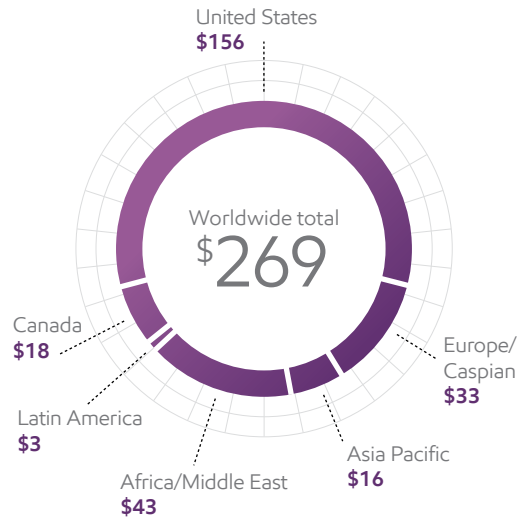 United States
$156
Worldwide total
$269
Canada
$18
Latin America
$3
Africa/Middle East
$43
Asia Pacific
$16
Europe/
Caspian
$33